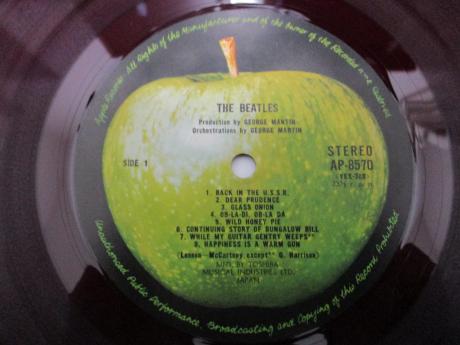 Apple Records · All Rights of the Manufacturer and of the Owner of the Recorded Work Reserved
THE BEATLES
Production by GEORGE MARTIN
Orchestrations by GEORGE MARTIN
SIDE 1
STEREO
AP-8570
33⅓ r.p.m.
1. BACK IN THE U.S.S.R.
2. DEAR PRUDENCE
3. GLASS ONION
4. OB-LA-DI, OB-LA DA
5. WILD HONEY PIE
6. CONTINUING STORY OF BUNGALOW BILL
7. WHILE MY GUITAR GENTRY WEEPS**
8. HAPPINESS IS A WARM GUN
(Lennon-McCartney except** G. Harrison)
MFD. BY TOSHIBA
MUSICAL INDUSTRIES, LTD.
JAPAN
Unauthorised Public Performance, Broadcasting and Copying of this Record Prohibited